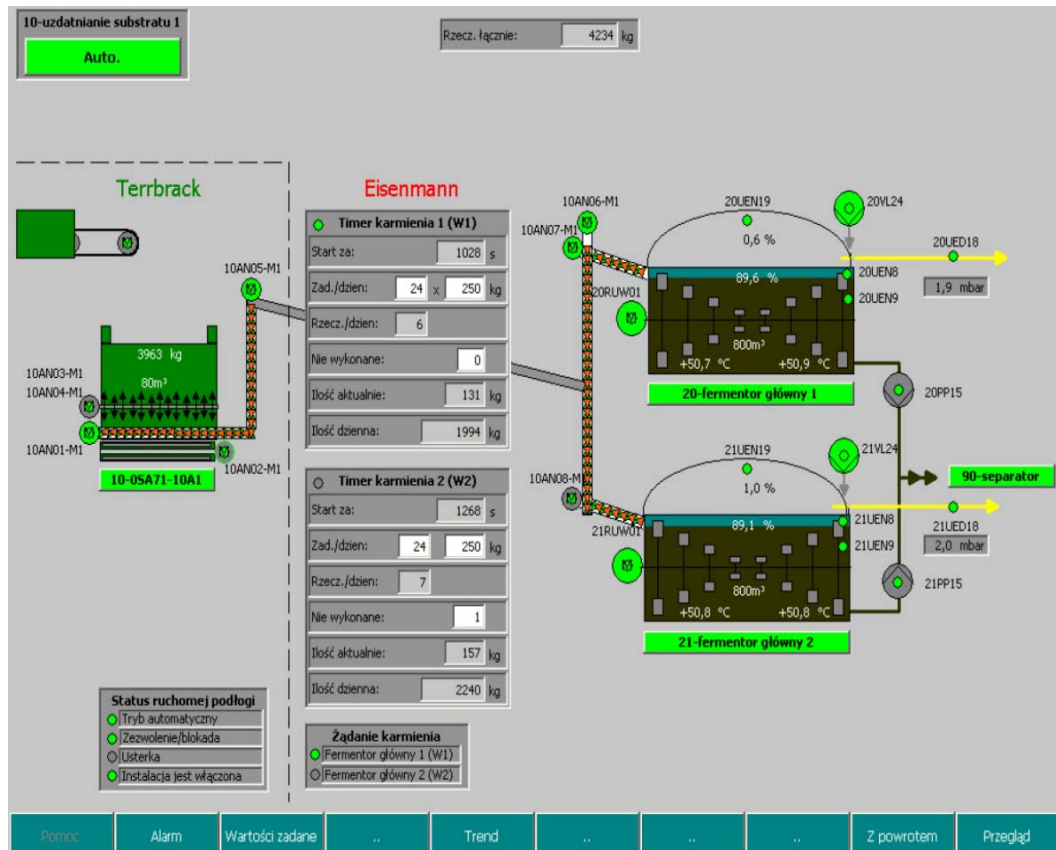 10-uzdatnianie substratu 1
Auto.
Rzecz. łącznie: 4234 kg
Terrbrack
Eisenmann
10AN05-M1
3963 kg
80m³
10AN03-M1
10AN04-M1
10AN01-M1
10AN02-M1
10-0SA71-10A1
Timer karmienia 1 (W1)
Start za: 1028 s
Zad./dzien: 24 x 250 kg
Rzecz./dzien: 6
Nie wykonane: 0
Ilość aktualnie: 131 kg
Ilość dzienna: 1994 kg
Timer karmienia 2 (W2)
Start za: 1268 s
Zad./dzien: 24 250 kg
Rzecz./dzien: 7
Nie wykonane: 1
Ilość aktualnie: 157 kg
Ilość dzienna: 2240 kg
Status ruchomej podłogi
Tryb automatyczny
Zezwolenie/blokada
Usterka
Instalacja jest włączona
Żądanie karmienia
Fermentor główny 1 (W1)
Fermentor główny 2 (W2)
10AN06-M1
10AN07-M1
20UEN19
20VL24
0,6 %
20UED18
89,6 %
20UEN8
1,9 mbar
20RUW01
20UEN9
800m³
+50,7 °C +50,9 °C
20-fermentor główny 1
20PP15
21UEN19
21VL24
10AN08-M
1,0 %
90-separator
89,1 %
21UEN8
21UED18
21RUW01
21UEN9
2,0 mbar
800m³
21PP15
+50,8 °C +50,8 °C
21-fermentor główny 2
Pomoc Alarm Wartości zadane .. Trend .. .. .. Z powrotem Przegląd